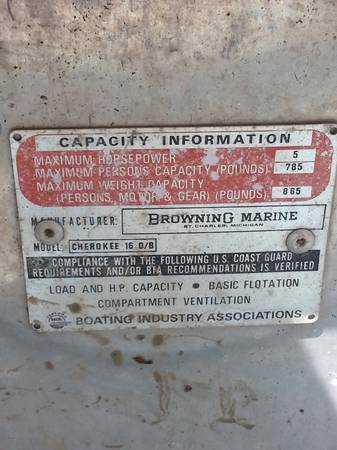 CAPACITY INFORMATION
MAXIMUM HORSEPOWER 5
MAXIMUM PERSONS CAPACITY (POUNDS) 785
MAXIMUM WEIGHT CAPACITY
(PERSONS, MOTOR & GEAR) (POUNDS) 865
MANUFACTURER: BROWNING MARINE
ST. CHARLES, MICHIGAN
MODEL: CHEROKEE 16 O/B
COMPLIANCE WITH THE FOLLOWING U.S. COAST GUARD
REQUIREMENTS AND/OR BIA RECOMMENDATIONS IS VERIFIED
LOAD AND H.P. CAPACITY • BASIC FLOTATION
COMPARTMENT VENTILATION
BOATING INDUSTRY ASSOCIATIONS